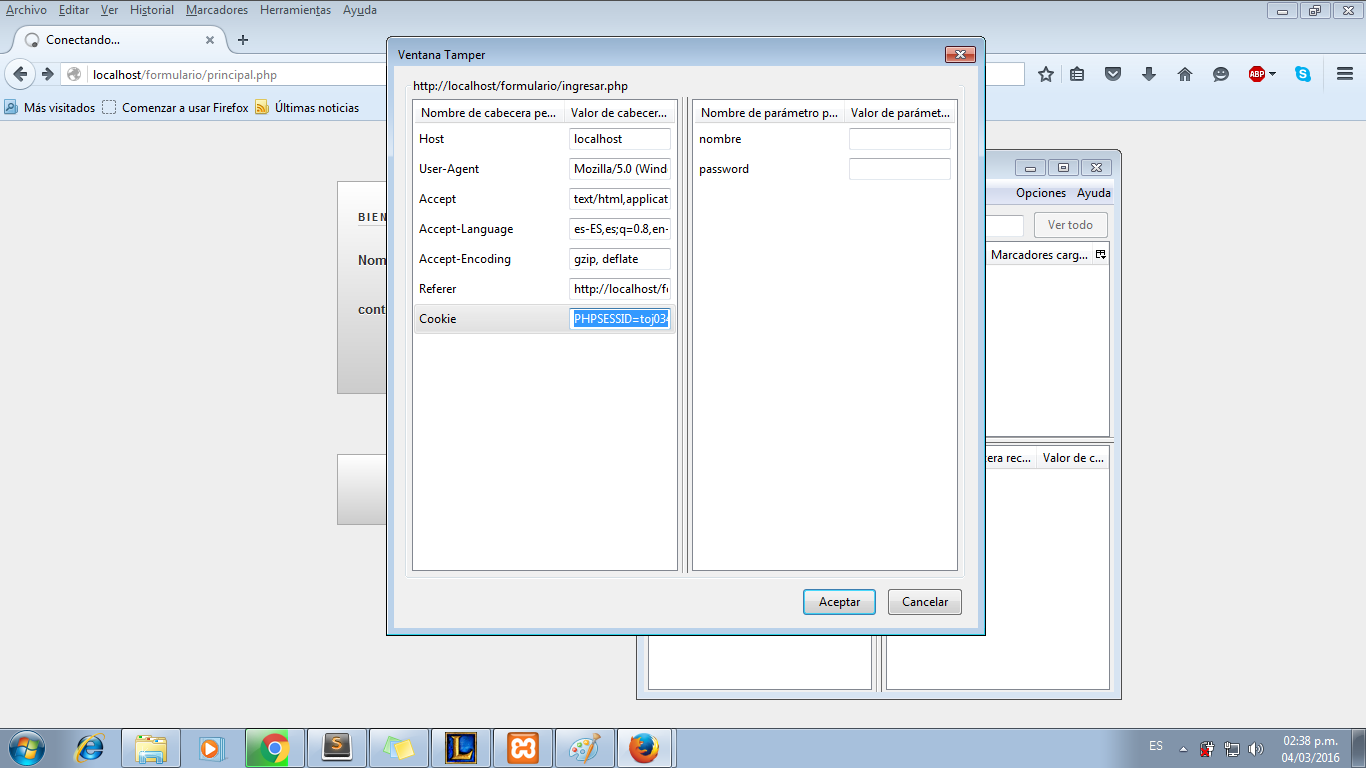 Archivo Editar Ver Historial Marcadores Herramientas Ayuda
Conectando...
localhost/formulario/principal.php
ABP
Más visitados Comenzar a usar Firefox Últimas noticias
Ventana Tamper
http://localhost/formulario/ingresar.php
Nombre de cabecera pe... Valor de cabecer... Nombre de parámetro p... Valor de parámet...
Host localhost nombre
User-Agent Mozilla/5.0 (Wind password
Accept text/html,applicat
Accept-Language es-ES,es;q=0.8,en-
Accept-Encoding gzip, deflate
Referer http://localhost/f
Cookie PHPSESSID=toj034
Aceptar Cancelar
BIEN
Nom
cont
Opciones Ayuda
Ver todo
Marcadores carg...
era rec... Valor de c...
ES 02:38 p.m.
04/03/2016